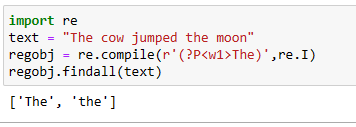 import re
text = "The cow jumped the moon"
regobj = re.compile(r'(?P<w1>The)',re.I)
regobj.findall(text)
['The', 'the']